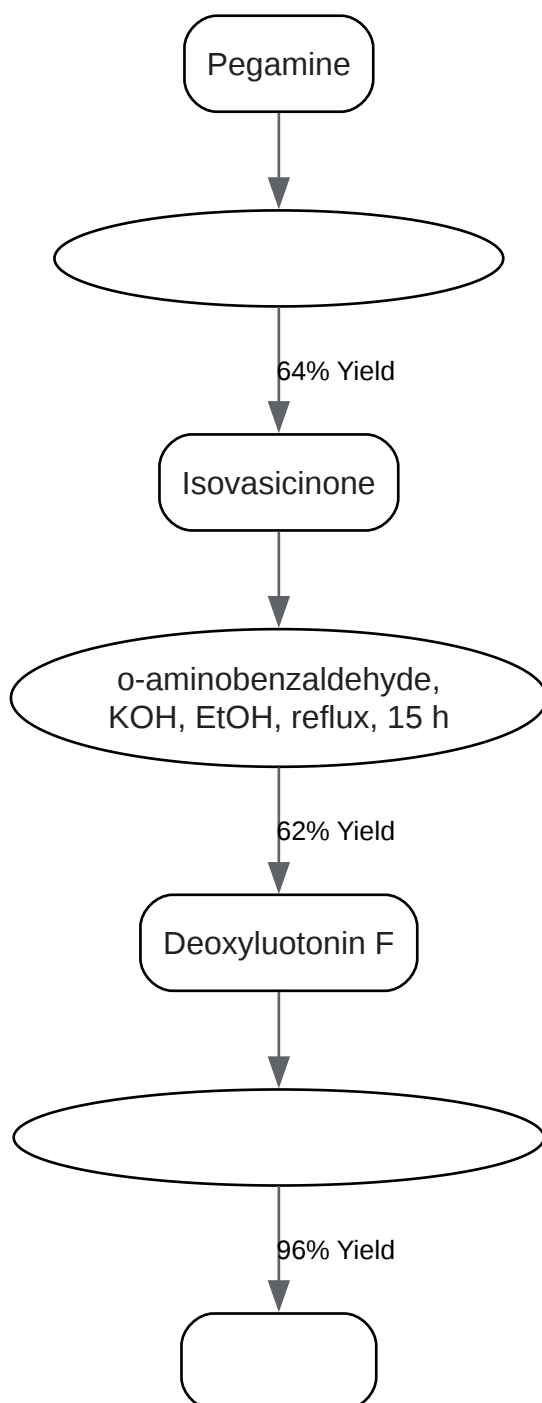 Pegamine
64% Yield
Isovasicinone
o-aminobenzaldehyde,
KOH, EtOH, reflux, 15 h
62% Yield
Deoxyluotonin F
96% Yield